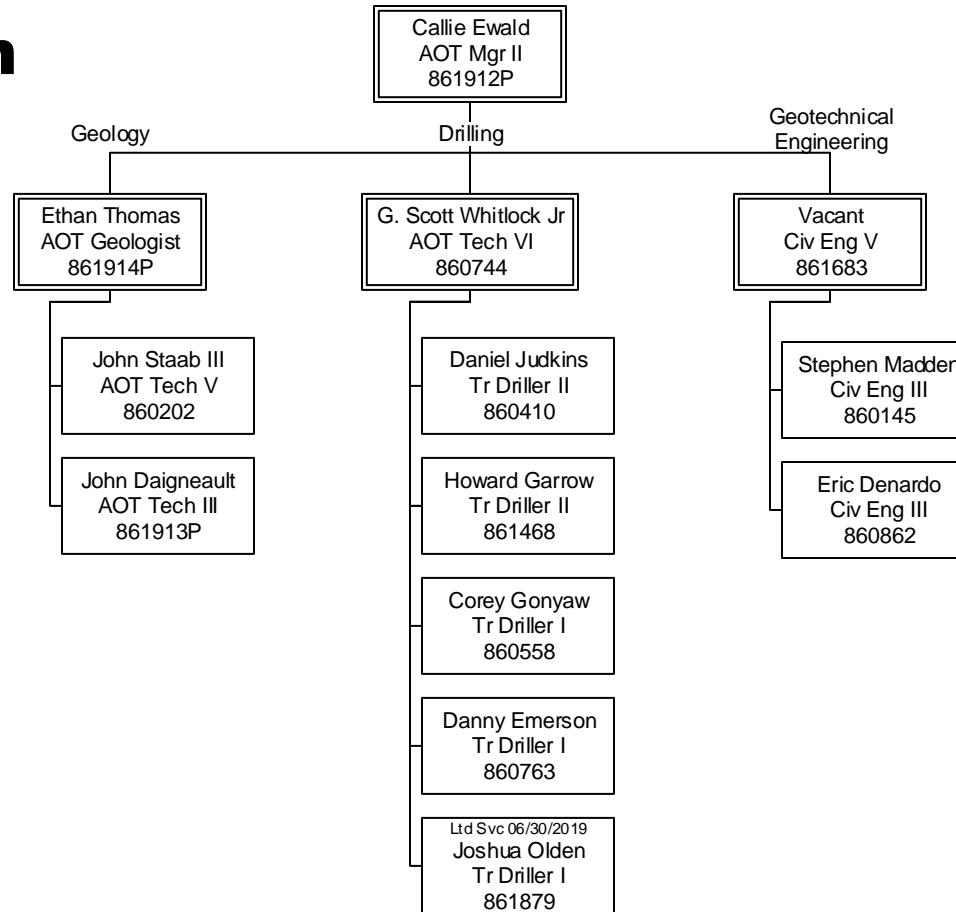 n
Callie Ewald
AOT Mgr II
861912P
Geology
Drilling
Geotechnical
Engineering
Ethan Thomas
AOT Geologist
861914P
G. Scott Whitlock Jr
AOT Tech VI
860744
Vacant
Civ Eng V
861683
John Staab III
AOT Tech V
860202
John Daigneault
AOT Tech III
861913P
Daniel Judkins
Tr Driller II
860410
Howard Garrow
Tr Driller II
861468
Corey Gonyaw
Tr Driller I
860558
Danny Emerson
Tr Driller I
860763
Ltd Svc 06/30/2019
Joshua Olden
Tr Driller I
861879
Stephen Madden
Civ Eng III
860145
Eric Denardo
Civ Eng III
860862